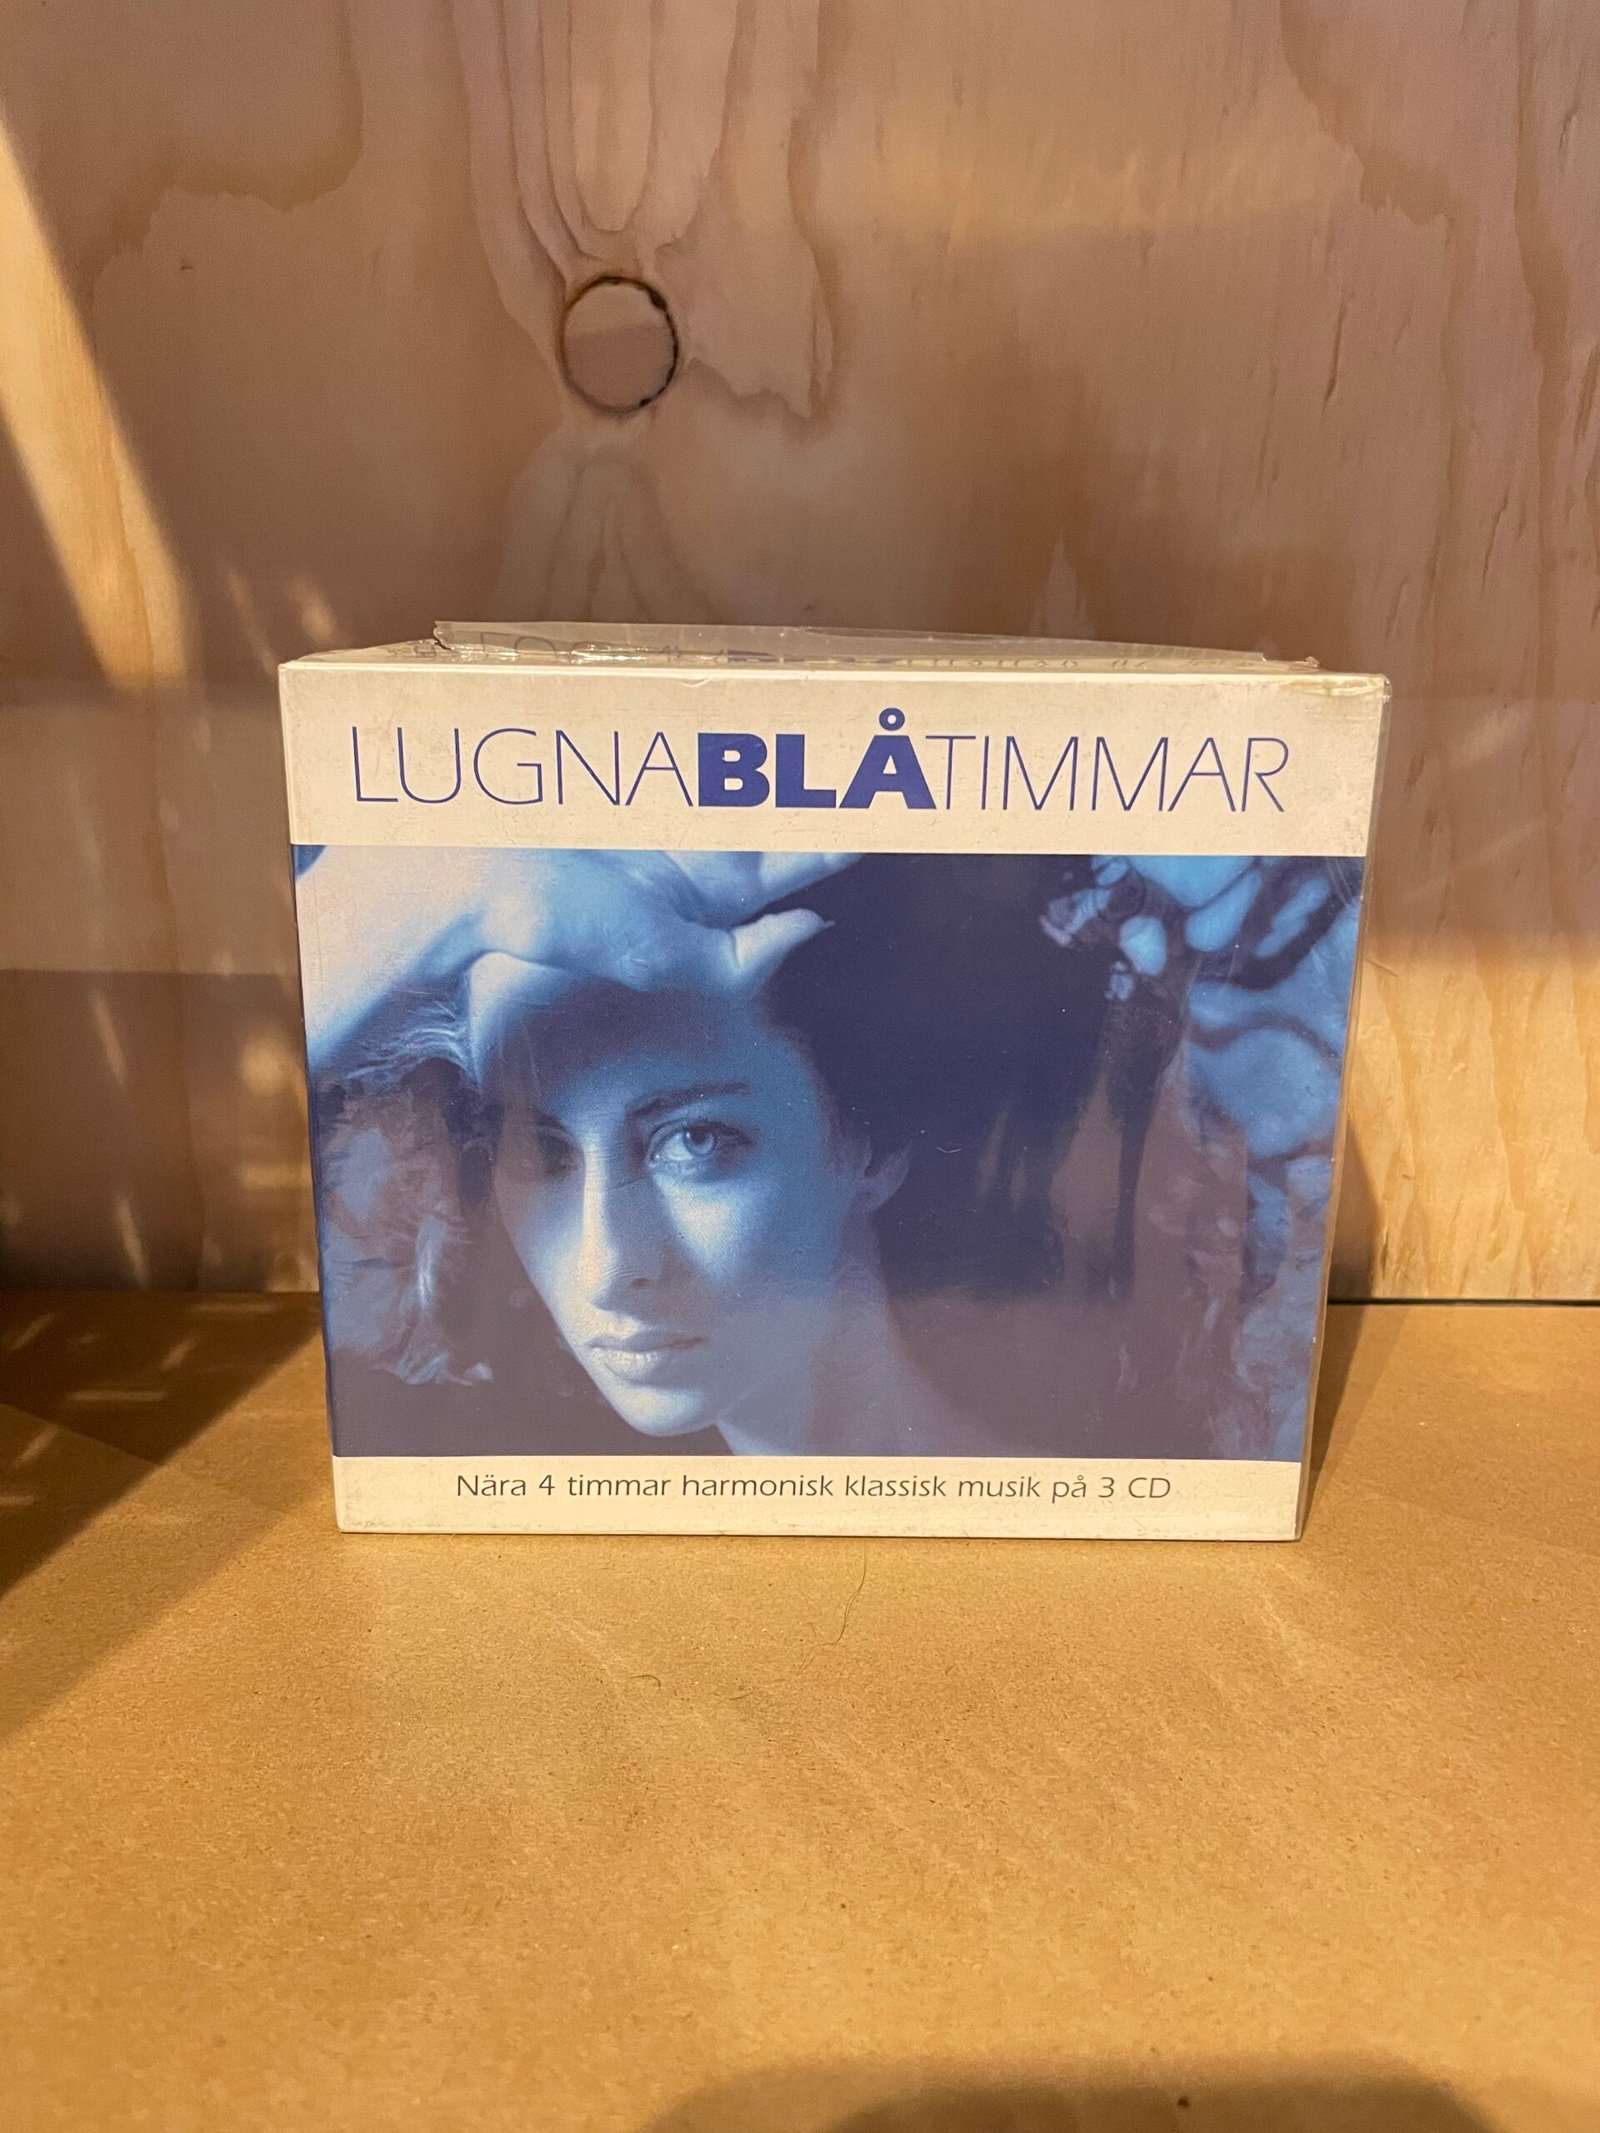 LUGNABLÅTIMMAR
Nära 4 timmar harmonisk klassisk musik på 3 CD